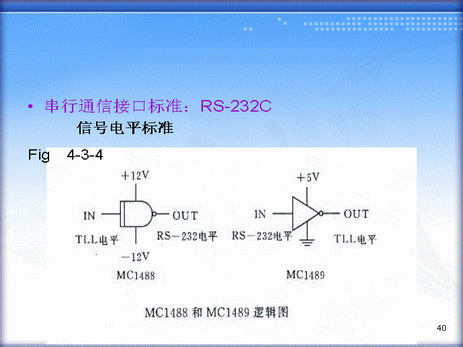 • 串行通信接口标准：RS-232C
信号电平标准
Fig 4-3-4
+12V
+5V
IN
OUT
IN
OUT
TLL电平
RS-232电平
RS-232电平
TLL电平
-12V
MC1488
MC1489
MC1488 和 MC1489 逻辑图
40